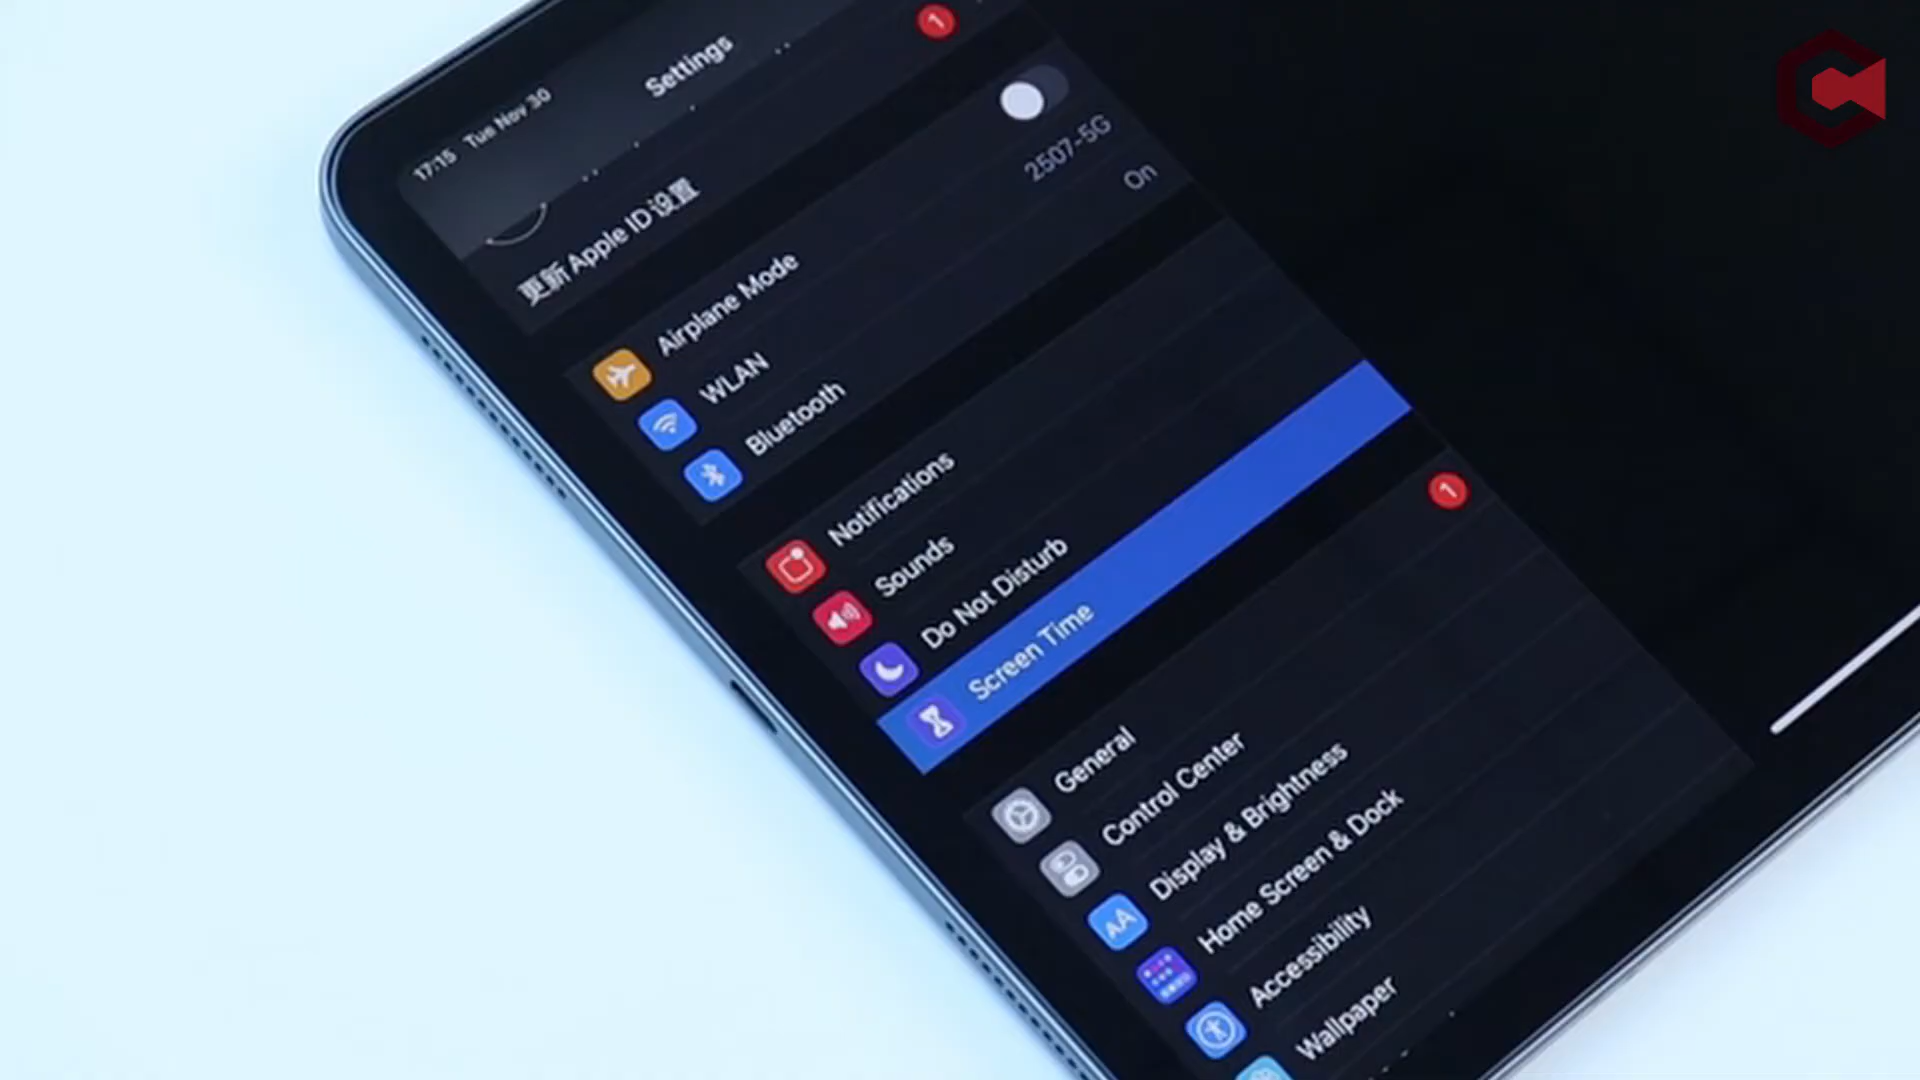 17:15 Tue Nov 30
Settings
1
更新 Apple ID 设置
Airplane Mode
WLAN
2507-5G
Bluetooth
On
Notifications
Sounds
Do Not Disturb
Screen Time
General
1
Control Center
Display & Brightness
AA
Home Screen & Dock
Accessibility
Wallpaper